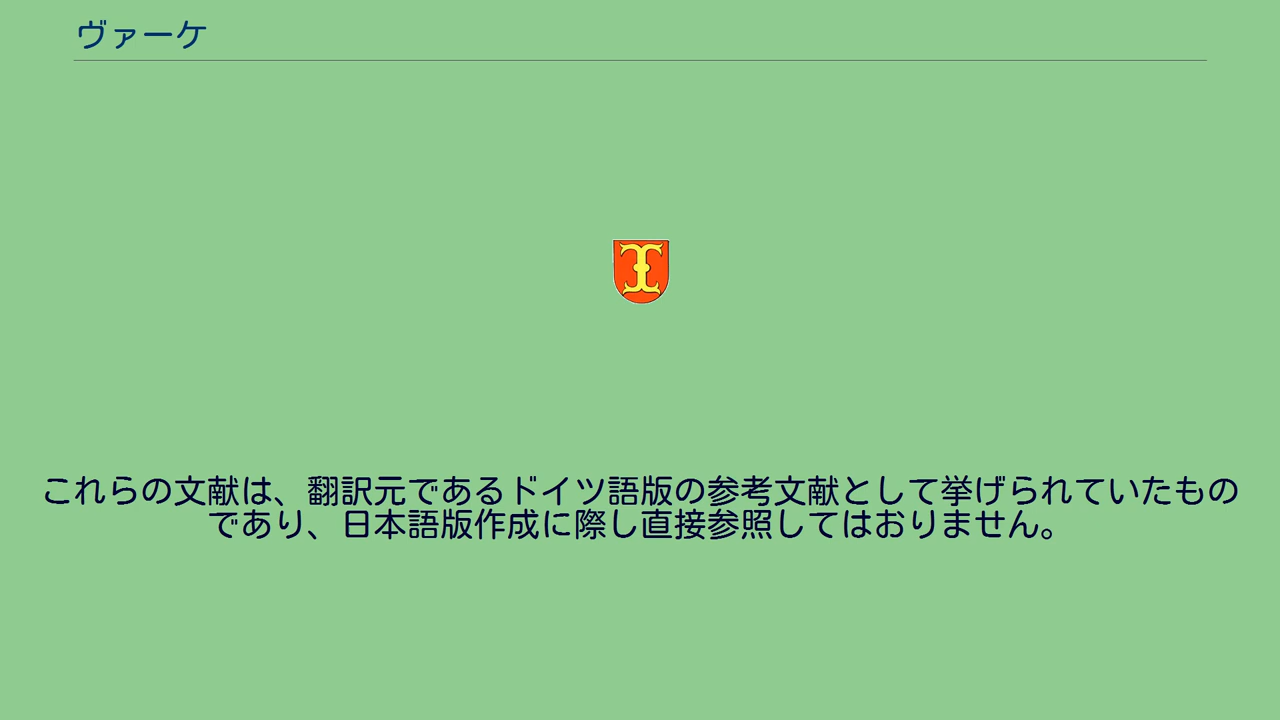 ヴァーケ
これらの文献は、翻訳元であるドイツ語版の参考文献として挙げられていたもの
であり、日本語版作成に際し直接参照してはおりません。